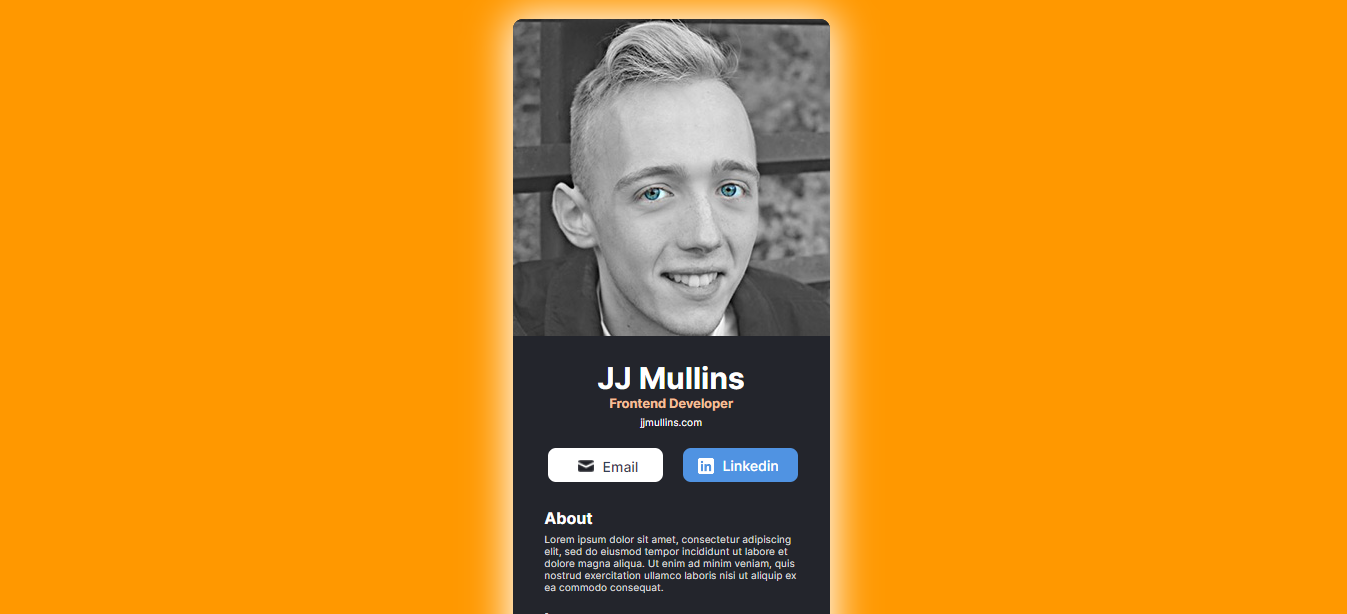 JJ Mullins
Frontend Developer
jjmullins.com
Email
in Linkedin
About
Lorem ipsum dolor sit amet, consectetur adipiscing
elit, sed do eiusmod tempor incididunt ut labore et
dolore magna aliqua. Ut enim ad minim veniam, quis
nostrud exercitation ullamco laboris nisi ut aliquip ex
ea commodo consequat.